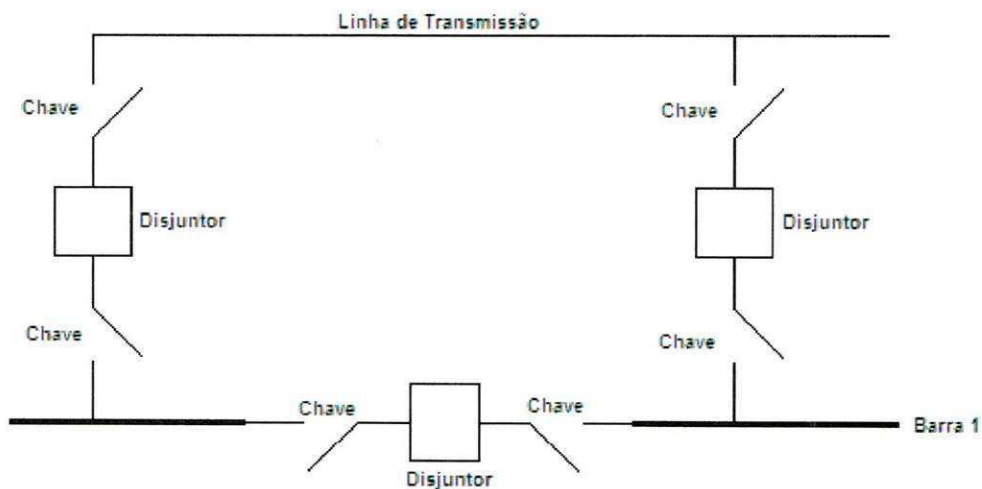 Linha de Transmissão
Chave
Chave
Disjuntor
Disjuntor
Chave
Chave
Chave
Chave
Barra 1
Disjuntor